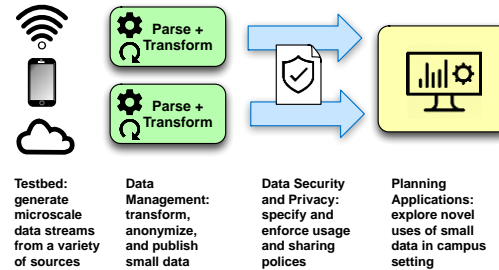 Parse +
Transform
Parse +
Transform
Testbed:
generate
microscale
data streams
from a variety
of sources
Data
Management:
transform,
anonymize,
and publish
small data
Data Security
and Privacy:
specify and
enforce usage
and sharing
polices
Planning
Applications:
explore novel
uses of small
data in campus
setting